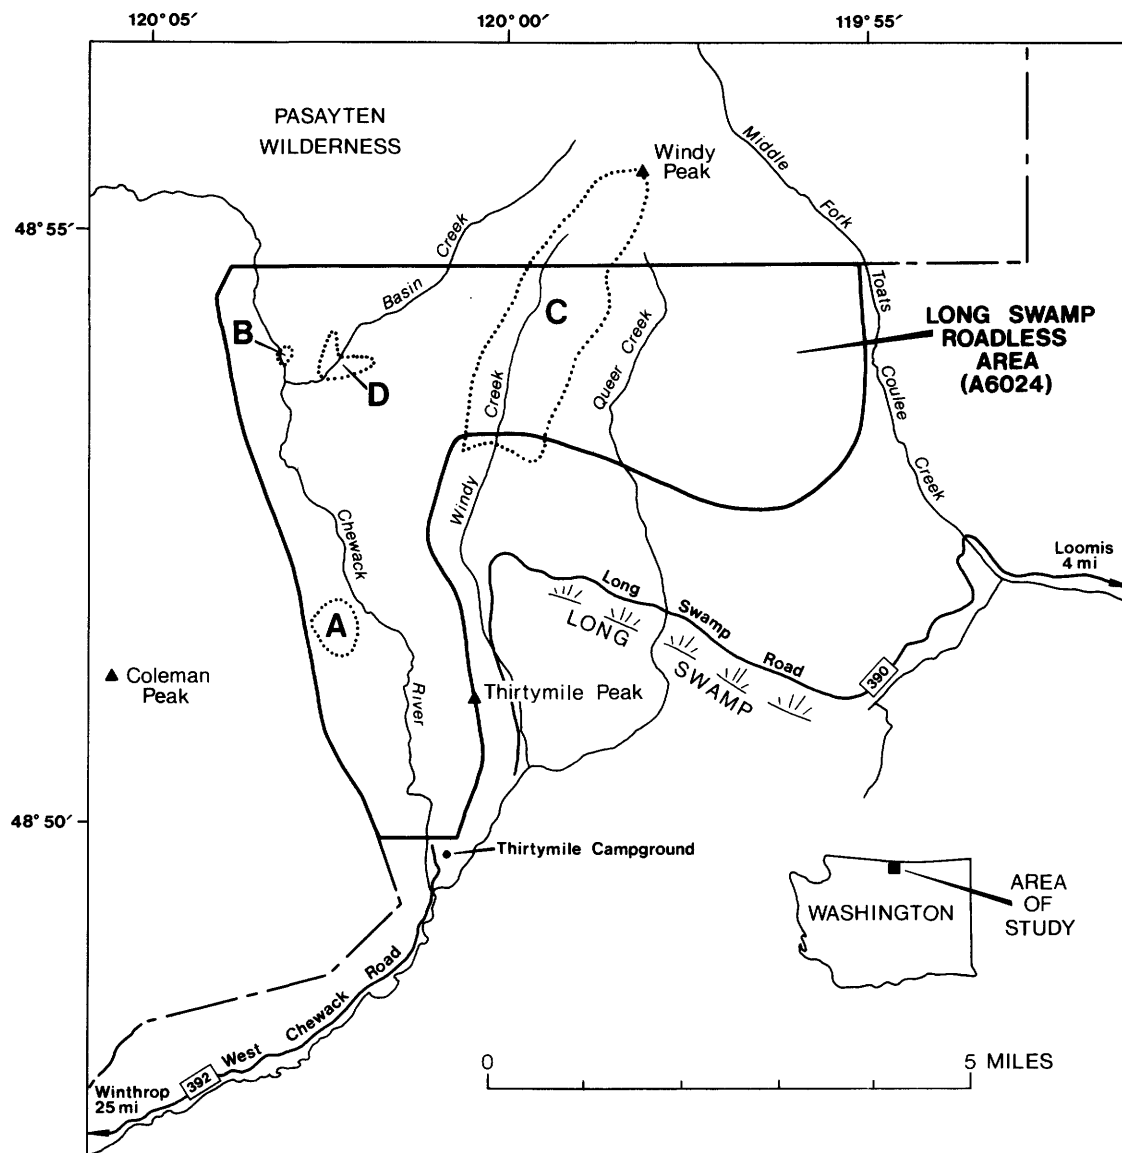 120°05′
120°00′
119°55′
PASAYTEN
WILDERNESS
Windy
Peak
Middle
Fork
Toats
Coulee
Creek
48°55′
Basin
Creek
LONG SWAMP
ROADLESS
AREA
(A6024)
B
C
D
Queer Creek
Windy
Creek
Chewack
River
Loomis
4 mi
Long
Swamp
Road
LONG
SWAMP
390
A
Coleman
Peak
Thirtymile Peak
48°50′
Thirtymile Campground
WASHINGTON
AREA
OF
STUDY
West
Chewack
Road
392
Winthrop
25 mi
0
5 MILES